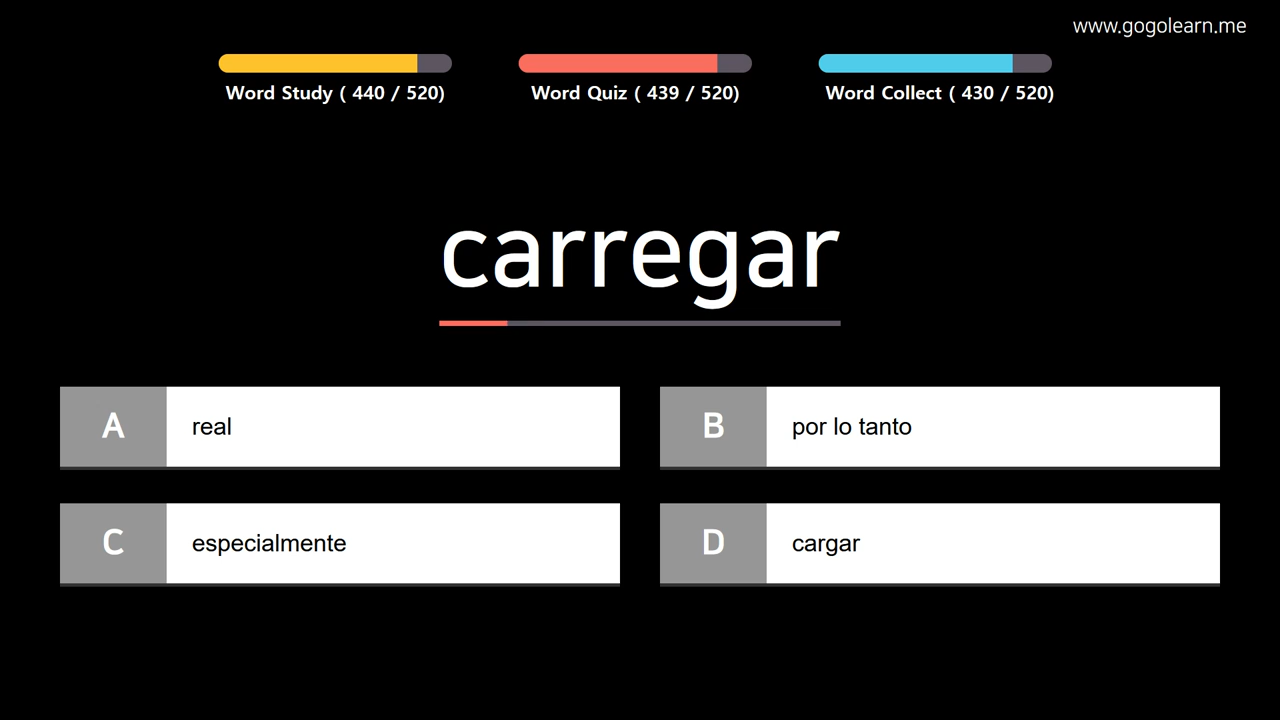 www.gogolearn.me
Word Study ( 440 / 520)
Word Quiz ( 439 / 520)
Word Collect ( 430 / 520)
carregar
A real
B por lo tanto
C especialmente
D cargar